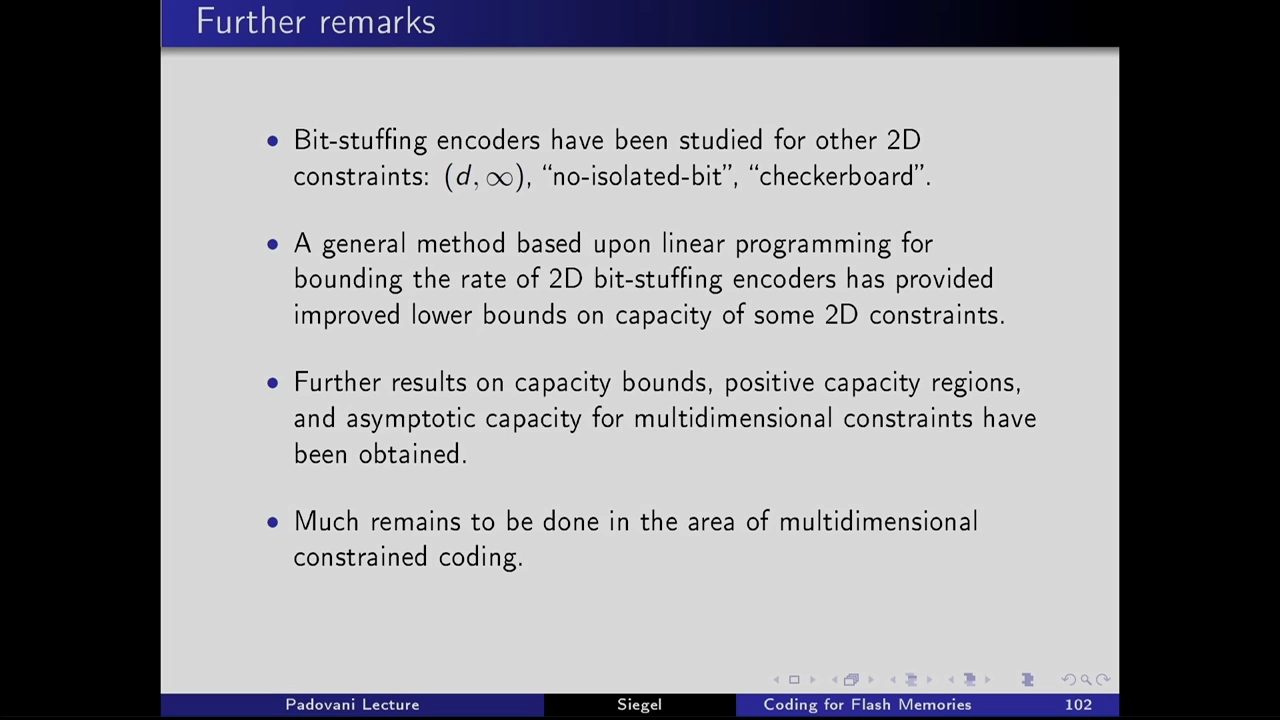 Further remarks
• Bit-stuffing encoders have been studied for other 2D
constraints: (d, ∞), “no-isolated-bit”, “checkerboard”.
• A general method based upon linear programming for
bounding the rate of 2D bit-stuffing encoders has provided
improved lower bounds on capacity of some 2D constraints.
• Further results on capacity bounds, positive capacity regions,
and asymptotic capacity for multidimensional constraints have
been obtained.
• Much remains to be done in the area of multidimensional
constrained coding.
Padovani Lecture Siegel Coding for Flash Memories 102